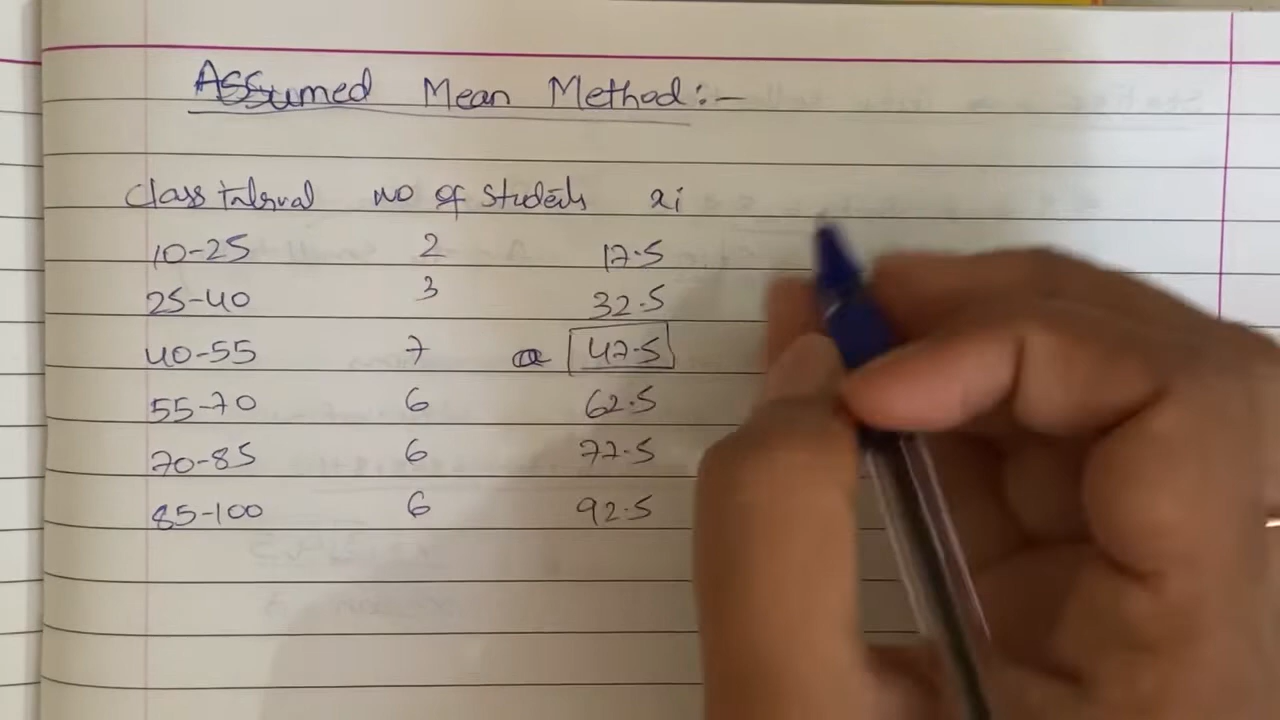 Assumed Mean Method:-
Class Interval no of Students xi
10-25 2 17.5
25-40 3 32.5
40-55 7 a 47.5
55-70 6 62.5
70-85 6 77.5
85-100 6 92.5